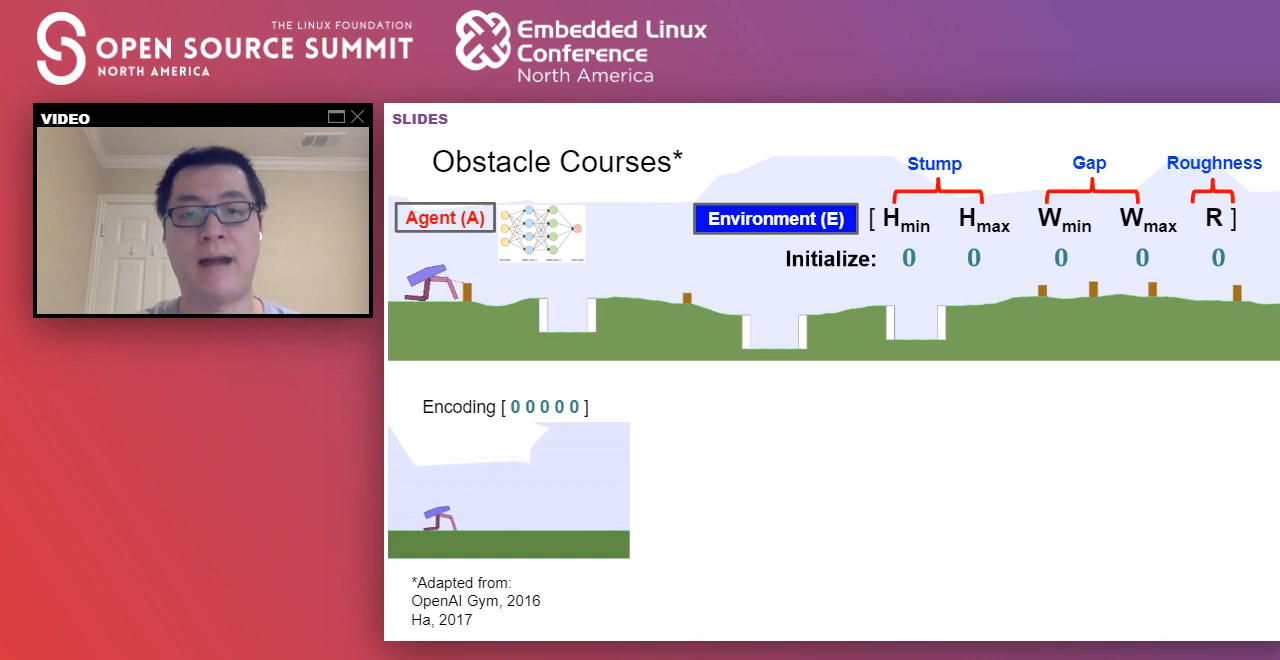 THE LINUX FOUNDATION
OPEN SOURCE SUMMIT
NORTH AMERICA
Embedded Linux
Conference
North America
VIDEO
SLIDES
Obstacle Courses*
Stump
Gap
Roughness
Agent (A)
Environment (E)
[ Hmin Hmax Wmin Wmax R ]
Initialize: 0 0 0 0 0
Encoding [ 0 0 0 0 0 ]
*Adapted from:
OpenAI Gym, 2016
Ha, 2017